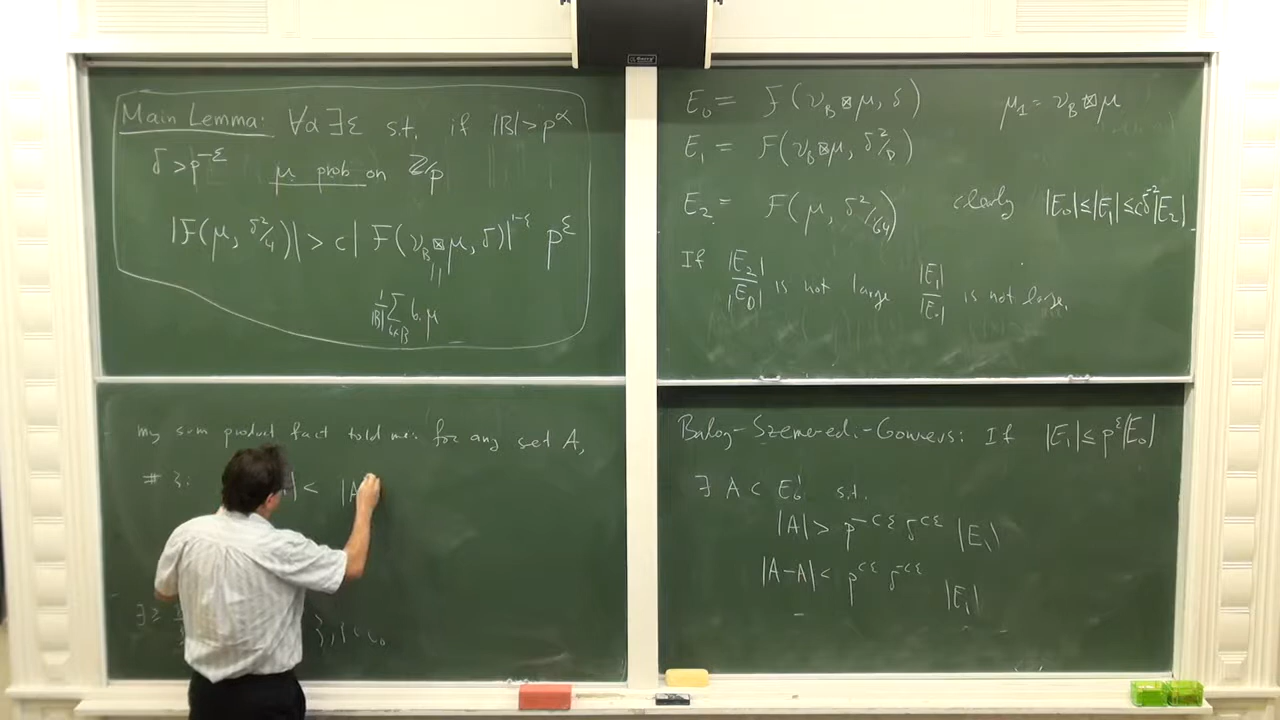 Main Lemma: ∀α ∃ε s.t. if |B| > p^α
δ > p^{-ε} μ prob on ℤ/p
|F(μ, δ²/4)| > c | F(ν_B ⊠ μ, δ)|^{1-ε} p^ε
||
1/|B| Σ_{b∈B} b.μ
E₀ = F(ν_B ⊠ μ, δ) μ₁ = ν_B ⊠ μ
E₁ = F(ν_B ⊠ μ, δ²/8)
E₂ = F(μ, δ²/64) clearly |E₀| ≤ |E₁| ≤ cδ^{-2}|E₂|
If |E₂|/|E₀| is not large |E₁|/|E₀| is not large.
my sum product fact told me: for any set A,
# 3: | < |A
∃ ≥
Balog-Szemeredi-Gowers: If |E₁| ≤ p^ε |E₀|
∃ A ⊂ E₀' s.t.
|A| > p^{-cε} δ^{cε} |E₁|
|A-A| < p^{cε} δ^{-cε} |E₁|